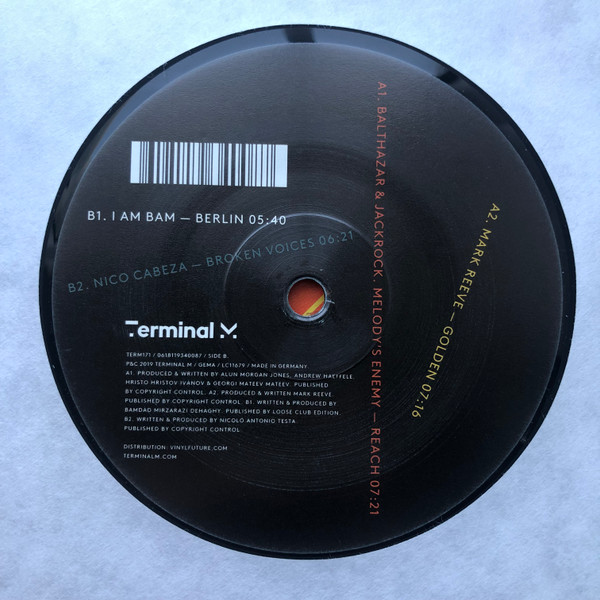 A1. BALTHAZAR & JACKROCK, MELODY'S ENEMY — REACH 07:21
A2. MARK REEVE — GOLDEN 07:16
B1. I AM BAM — BERLIN 05:40
B2. NICO CABEZA — BROKEN VOICES 06:21
Terminal M
TERM171 / 0618119340087 / SIDE B.
P&C 2019 TERMINAL M / GEMA / LC11679 / MADE IN GERMANY.
A1. PRODUCED & WRITTEN BY ALUN MORGAN JONES, ANDREW HAEFFELE,
HRISTO HRISTOV IVANOV & GEORGI MATEEV MATEEV. PUBLISHED
BY COPYRIGHT CONTROL. A2. PRODUCED & WRITTEN MARK REEVE.
PUBLISHED BY COPYRIGHT CONTROL. B1. WRITTEN & PRODUCED BY
BAMDAD MIRZARAZI DEHAGHY. PUBLISHED BY LOOSE CLUB EDITION.
B2. WRITTEN & PRODUCED BY NICOLÒ ANTONIO TESTA.
PUBLISHED BY COPYRIGHT CONTROL.
DISTRIBUTION: VINYLFUTURE.COM
TERMINALM.COM